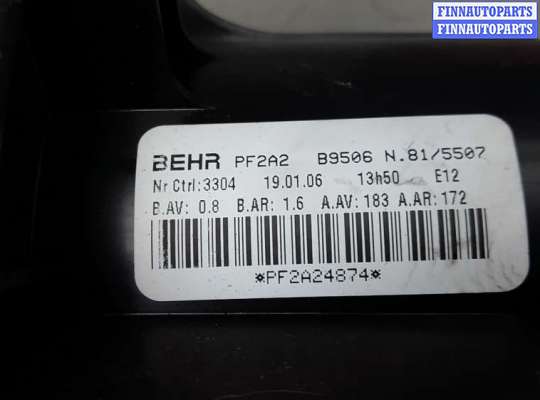 FINNAUTOPARTS
FINNAUTOPARTS
BEHR PF2A2 B9506 N.81/5507
Nr Ctrl:3304 19.01.06 13h50 E12
B.AV: 0.8 B.AR: 1.6 A.AV: 183 A.AR: 172
*PF2A24874*